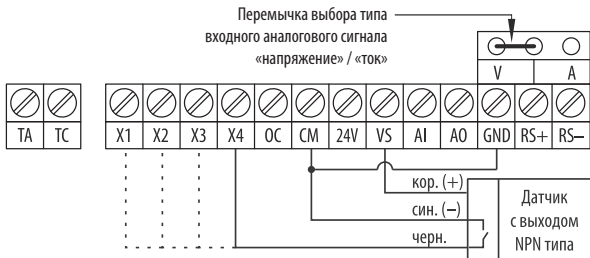 Перемычка выбора типа
входного аналогового сигнала
«напряжение» / «ток»
V A
TA TC X1 X2 X3 X4 OC CM 24V VS AI AO GND RS+ RS–
кор. (+)
син. (–)
черн.
Датчик
с выходом
NPN типа